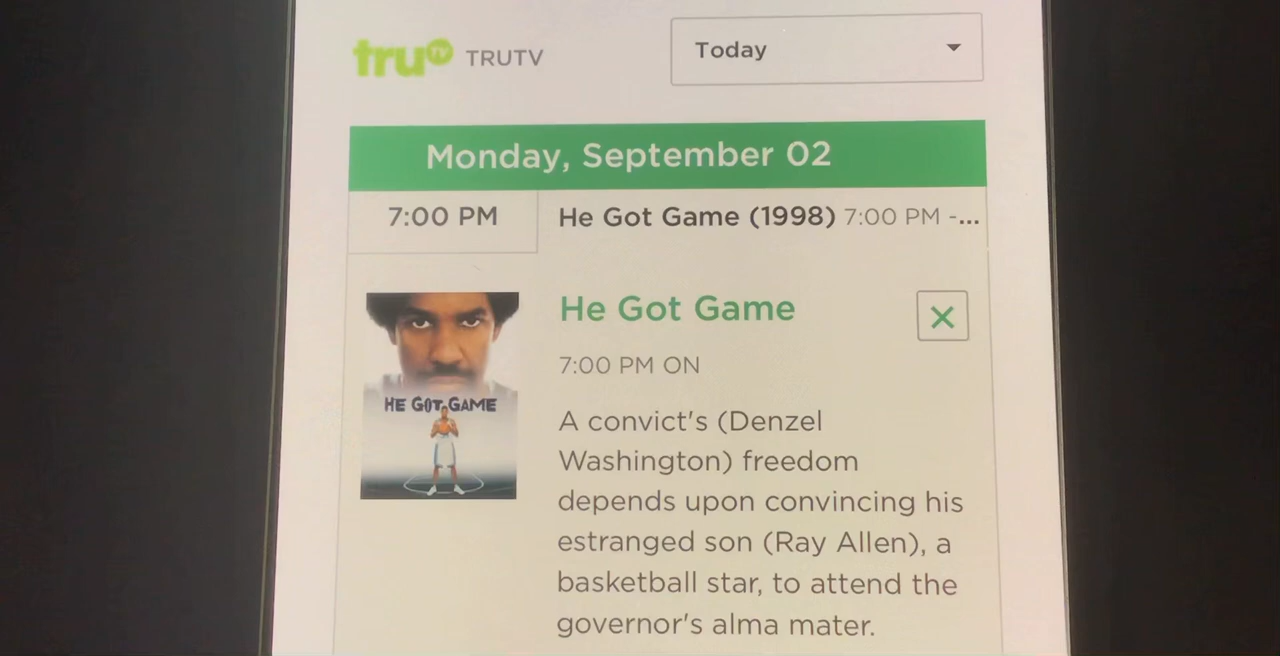 truTV TRUTV
Today
Monday, September 02
7:00 PM
He Got Game (1998) 7:00 PM -...
HE GOT GAME
He Got Game
7:00 PM ON
A convict's (Denzel
Washington) freedom
depends upon convincing his
estranged son (Ray Allen), a
basketball star, to attend the
governor's alma mater.